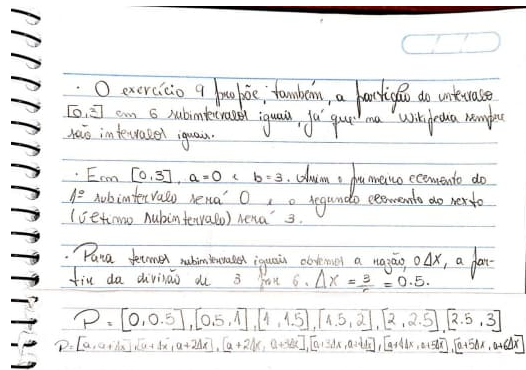 · O exercício 9 propõe, também, a partição do intervalo
[0,3] em 6 subintervalos iguais, já que na Wikipedia sempre
são intervalos iguais.
· Em [0,3], a=0 e b=3. Assim o primeiro elemento do
1º subintervalo será 0 e o segundo elemento do sexto
(último subintervalo) será 3.
· Para termos subintervalos iguais obtemos a razão, o Δx, a par-
tir da divisão de 3 por 6. Δx = 3/6 = 0.5.
P = [0,0.5],[0.5,1],[1,1.5],[1.5,2],[2,2.5],[2.5,3]
P=[a,a+Δx],[a+Δx,a+2Δx],[a+2Δx,a+3Δx],[a+3Δx,a+4Δx],[a+4Δx,a+5Δx],[a+5Δx,a+6Δx]